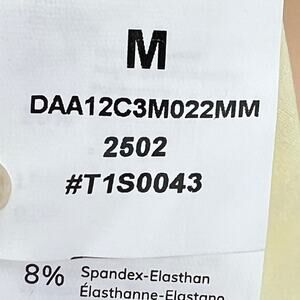 M
DAA12C3M022MM
2502
#T1S0043
8% Spandex-Elasthan
Élasthanne-Elastano